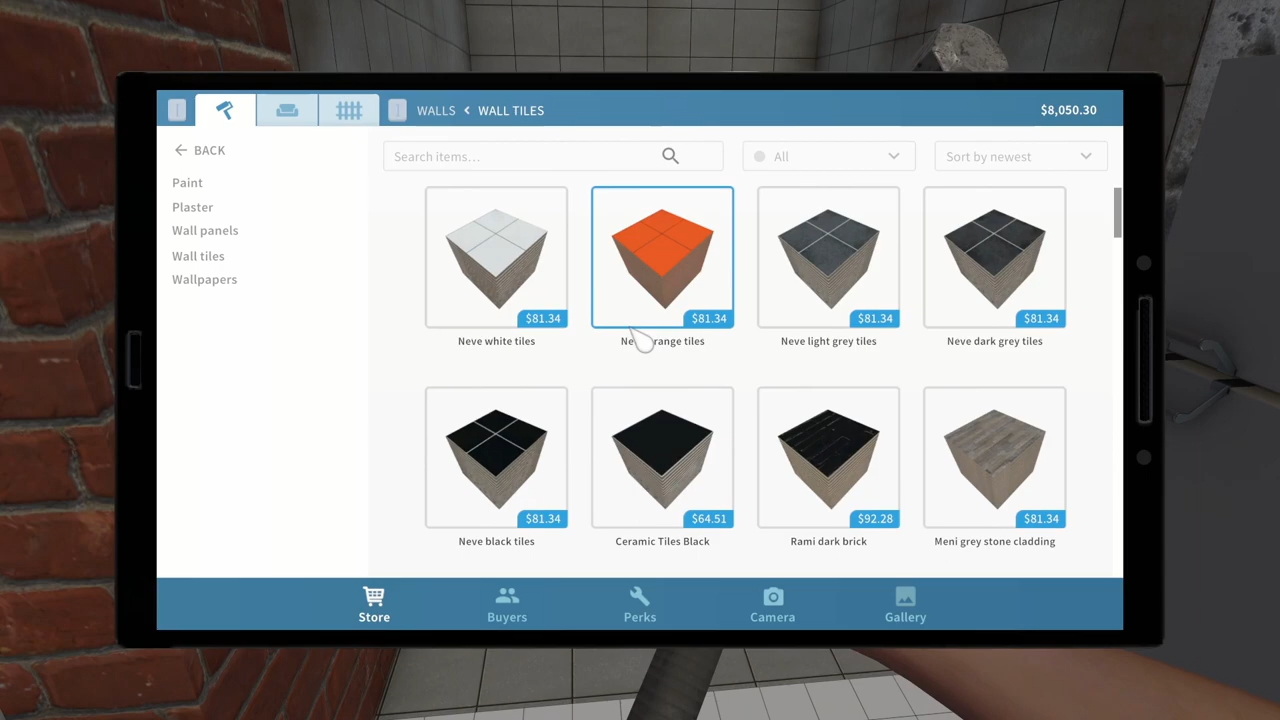 WALLS < WALL TILES
$8,050.30
BACK
Search items...
All
Sort by newest
Paint
Plaster
Wall panels
Wall tiles
Wallpapers
$81.34
$81.34
$81.34
$81.34
Neve white tiles
Ne range tiles
Neve light grey tiles
Neve dark grey tiles
$81.34
$64.51
$92.28
$81.34
Neve black tiles
Ceramic Tiles Black
Rami dark brick
Meni grey stone cladding
Store
Buyers
Perks
Camera
Gallery